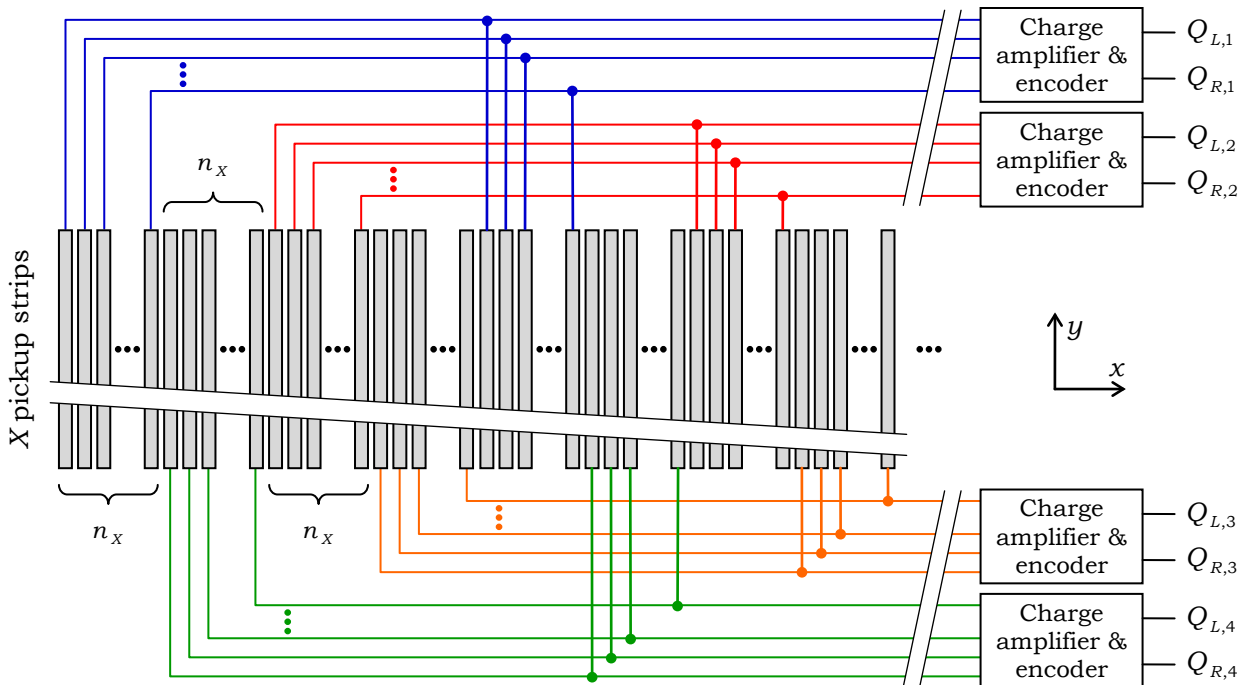 Charge
amplifier &
encoder
Q_{L,1}
Q_{R,1}
Charge
amplifier &
encoder
Q_{L,2}
Q_{R,2}
n_X
X pickup strips
y
x
n_X
n_X
Charge
amplifier &
encoder
Q_{L,3}
Q_{R,3}
Charge
amplifier &
encoder
Q_{L,4}
Q_{R,4}